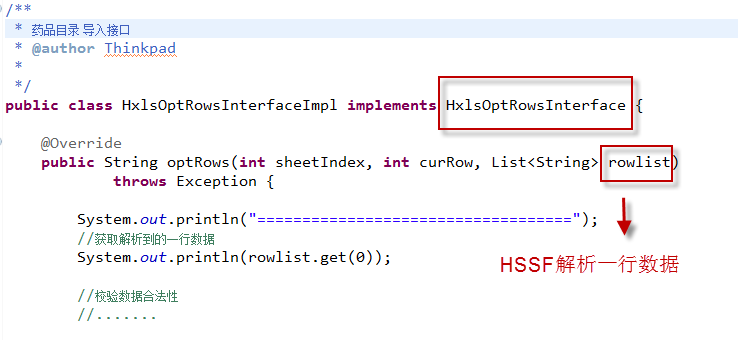 /**
 * 药品目录 导入接口
 * @author Thinkpad
 *
 */
public class HxlsOptRowsInterfaceImpl implements HxlsOptRowsInterface {
@Override
public String optRows(int sheetIndex, int curRow, List<String> rowlist)
throws Exception {
System.out.println("===================================");
//获取解析到的一行数据
System.out.println(rowlist.get(0));
HSSF解析一行数据
//校验数据合法性
//.......